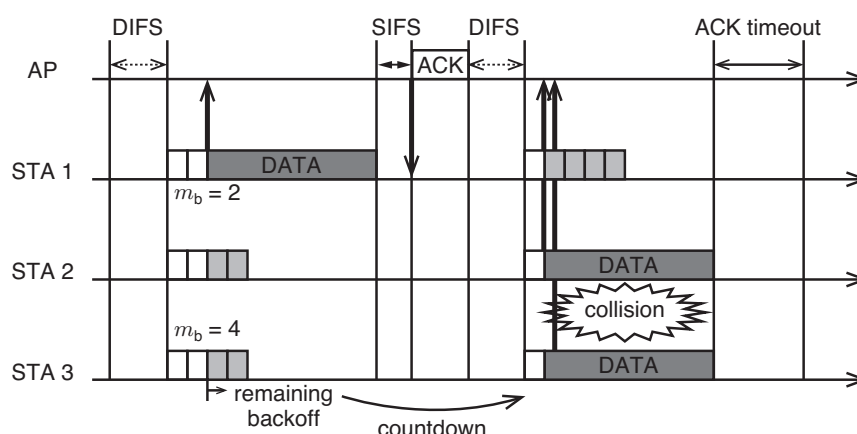 DIFS SIFS DIFS ACK timeout
AP ACK
STA 1 DATA
m_b = 2
STA 2 DATA
collision
m_b = 4
STA 3 DATA
remaining
backoff
countdown